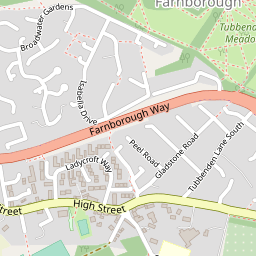 Farnborough
Broadwater Gardens
Tubbenden
Meado
Isabella Drive
Farnborough Way
Peel Road
Gladstone Road
Tubbenden Lane South
Ladycroft Way
Street
High Street